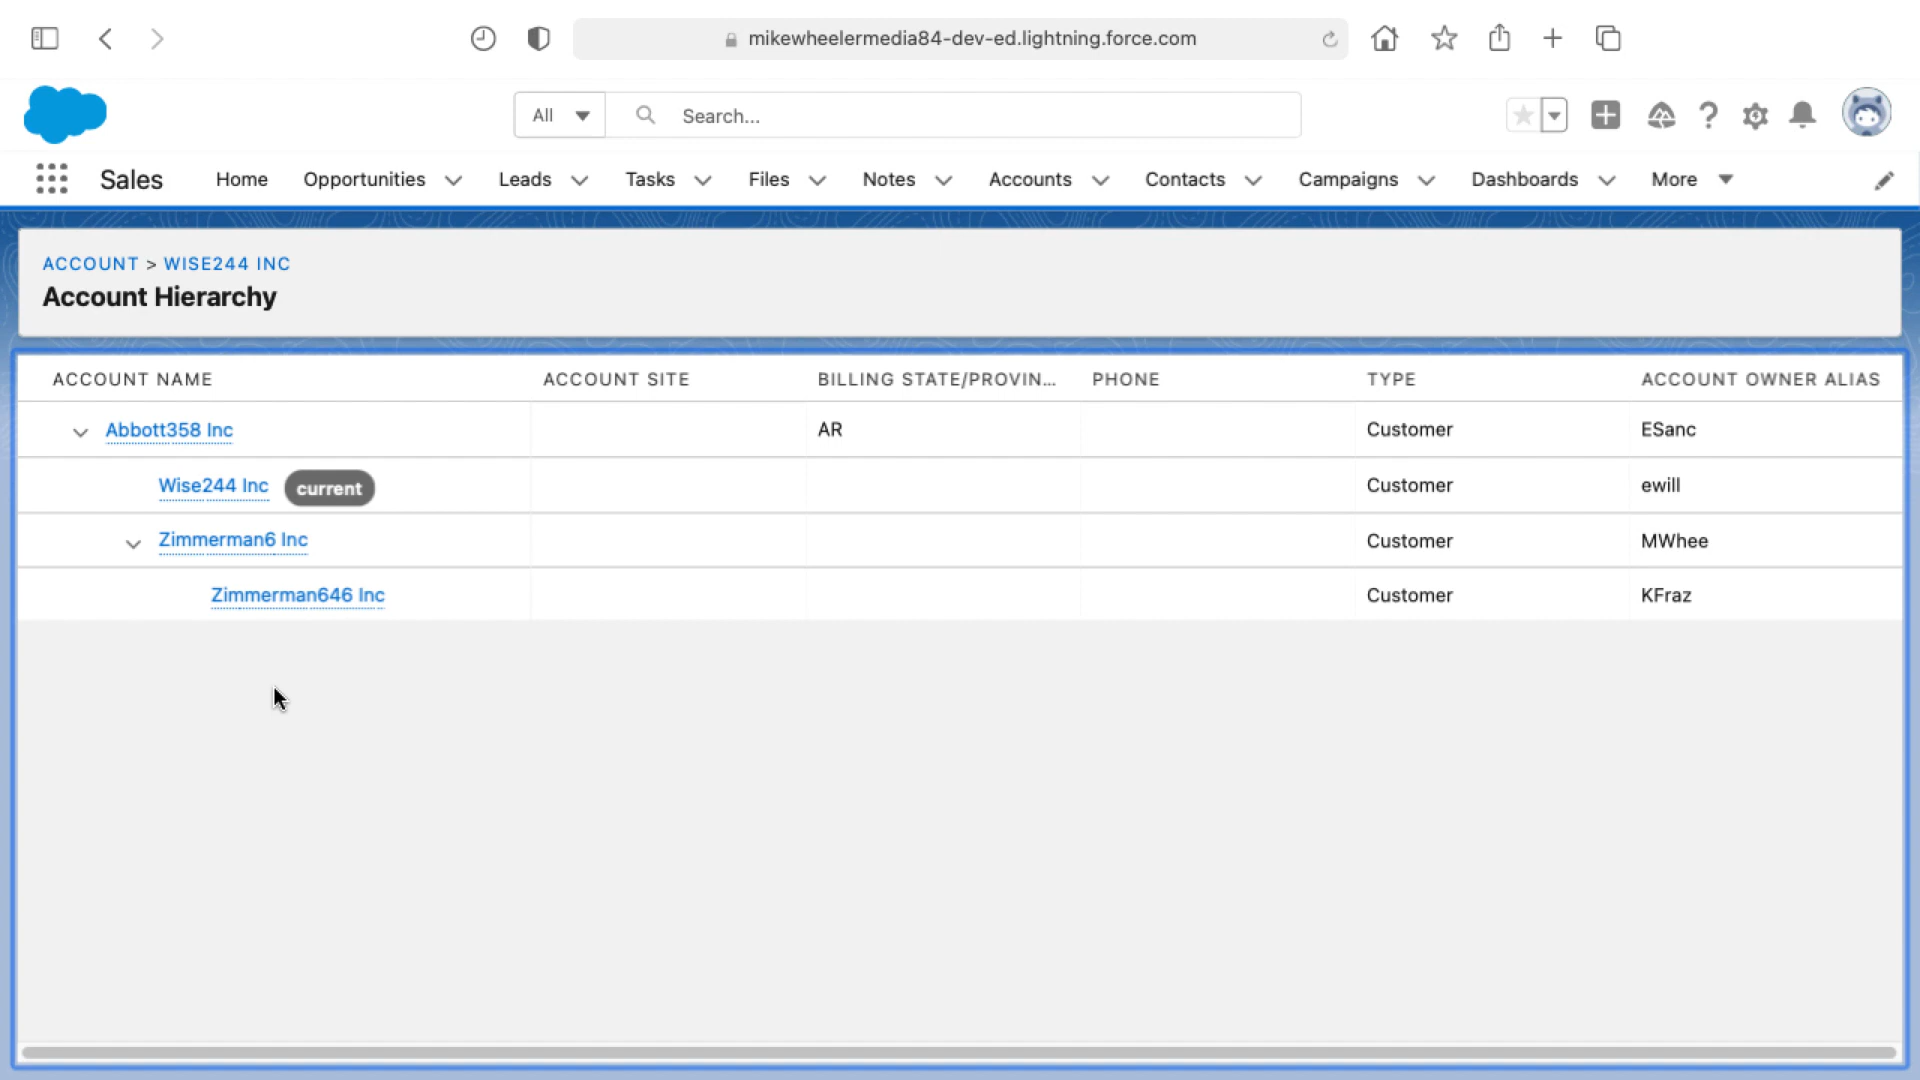 mikewheelermedia84-dev-ed.lightning.force.com
All Search...
Sales Home Opportunities Leads Tasks Files Notes Accounts Contacts Campaigns Dashboards More
ACCOUNT > WISE244 INC
Account Hierarchy
ACCOUNT NAME ACCOUNT SITE BILLING STATE/PROVIN... PHONE TYPE ACCOUNT OWNER ALIAS
Abbott358 Inc AR Customer ESanc
Wise244 Inc current Customer ewill
Zimmerman6 Inc Customer MWhee
Zimmerman646 Inc Customer KFraz